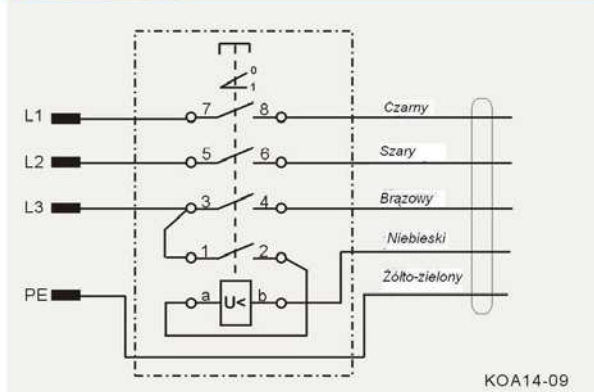 0
1
L1 7 8 Czarny
L2 5 6 Szary
L3 3 4 Brązowy
1 2 Niebieski
PE a U< b Żółto-zielony
KOA14-09